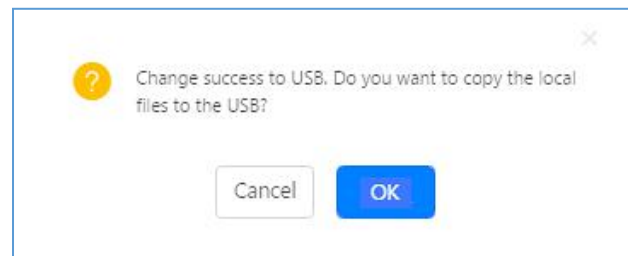 ?
Change success to USB. Do you want to copy the local
files to the USB?
Cancel
OK